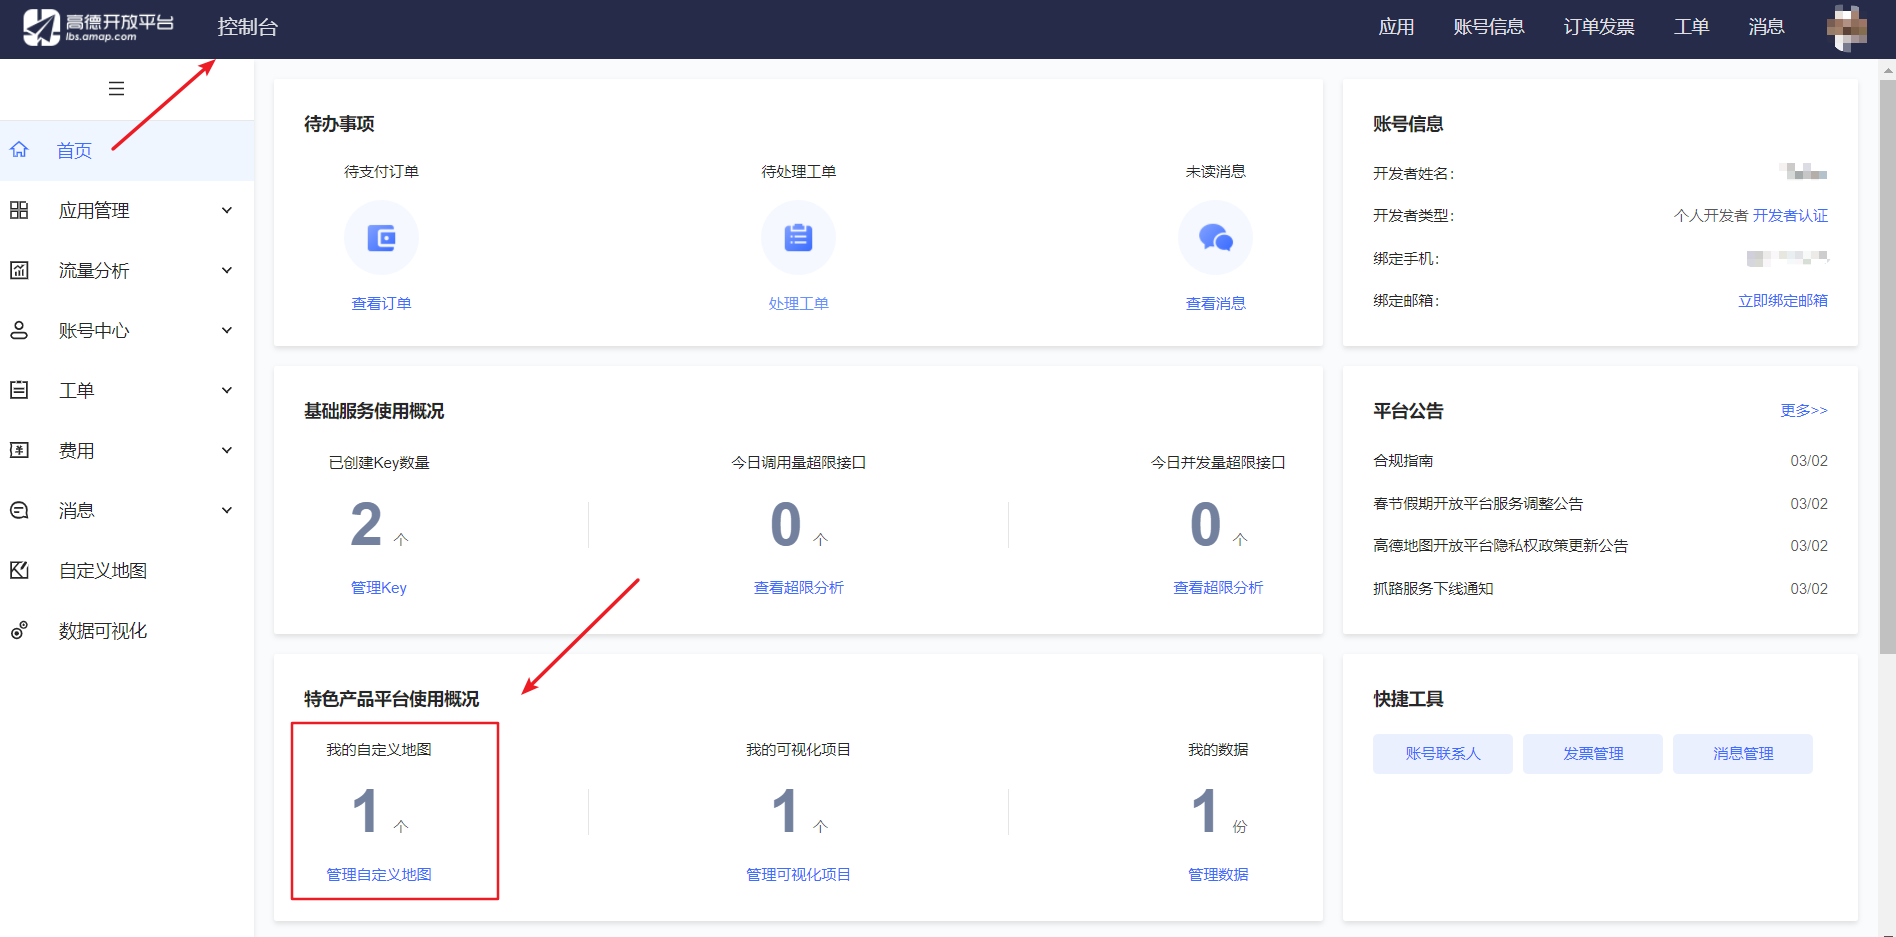 高德开放平台
lbs.amap.com
控制台
应用
账号信息
订单发票
工单
消息
首页
应用管理
流量分析
账号中心
工单
费用
消息
自定义地图
数据可视化
待办事项
待支付订单
待处理工单
未读消息
查看订单
处理工单
查看消息
账号信息
开发者姓名:
开发者类型:
个人开发者 开发者认证
绑定手机:
绑定邮箱:
立即绑定邮箱
基础服务使用概况
已创建Key数量
今日调用量超限接口
今日并发量超限接口
2 个
0 个
0 个
管理Key
查看超限分析
查看超限分析
平台公告
更多>>
合规指南 03/02
春节假期开放平台服务调整公告 03/02
高德地图开放平台隐私权政策更新公告 03/02
抓路服务下线通知 03/02
特色产品平台使用概况
我的自定义地图
我的可视化项目
我的数据
1 个
1 个
1 份
管理自定义地图
管理可视化项目
管理数据
快捷工具
账号联系人
发票管理
消息管理